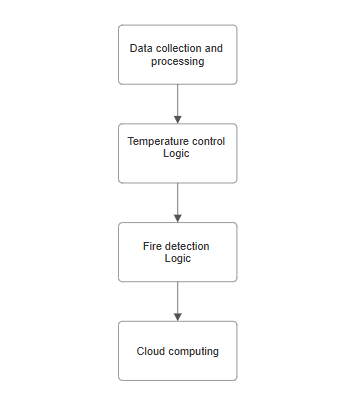 Data collection and
processing
Temperature control
Logic
Fire detection
Logic
Cloud computing